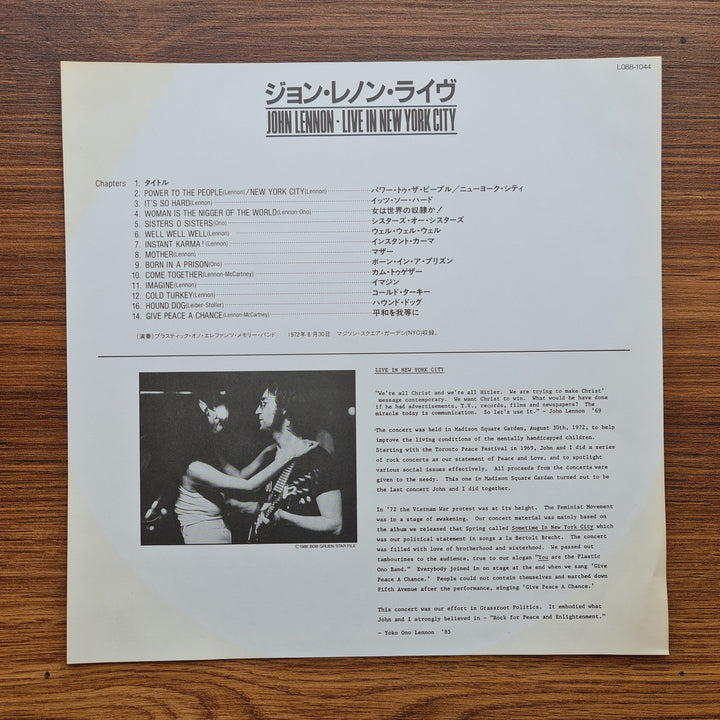 L088-1044
ジョン・レノン・ライヴ
JOHN LENNON・LIVE IN NEW YORK CITY
Chapters 1. タイトル
2. POWER TO THE PEOPLE(Lennon)/NEW YORK CITY(Lennon) パワー・トゥ・ザ・ピープル/ニューヨーク・シティ
3. IT'S SO HARD(Lennon) イッツ・ソー・ハード
4. WOMAN IS THE NIGGER OF THE WORLD(Lennon-Ono) 女は世界の奴隷か!
5. SISTERS O SISTERS(Ono) シスターズ・オー・シスターズ
6. WELL WELL WELL(Lennon) ウェル・ウェル・ウェル
7. INSTANT KARMA!(Lennon) インスタント・カーマ
8. MOTHER(Lennon) マザー
9. BORN IN A PRISON(Ono) ボーン・イン・ア・プリズン
10. COME TOGETHER(Lennon-McCartney) カム・トゥゲザー
11. IMAGINE(Lennon) イマジン
12. COLD TURKEY(Lennon) コールド・ターキー
16. HOUND DOG(Leiber-Stoller) ハウンド・ドッグ
14. GIVE PEACE A CHANCE(Lennon-McCartney) 平和を我等に
(演奏)プラスティック・オノ・エレファンツ・メモリー・バンド 1972年8月30日 マジソン・スクエア・ガーデン(NYC)収録。
LIVE IN NEW YORK CITY
"We're all Christ and we're all Hitler. We are trying to make Christ'
message contemporary. We want Christ to win. What would he have done
if he had advertisements, T.V., records, films and newspapers? The
miracle today is communication. So let's use it." - John Lennon '69
The concert was held in Madison Square Garden, August 30th, 1972, to help
improve the living conditions of the mentally handicapped children.
Starting with the Toronto Peace Festival in 1969, John and I did a series
of rock concerts as our statement of Peace and Love, and to spotlight
various social issues effectively. All proceeds from the concerts were
given to the needy. This one in Madison Square Garden turned out to be
the last concert John and I did together.
In '72 the Vietnam War protest was at its height. The Feminist Movement
was in a stage of awakening. Our concert material was mainly based on
the album we released that Spring called Sometime In New York City which
was our political statement in songs a la Bertolt Brecht. The concert
was filled with love of brotherhood and sisterhood. We passed out
tambourines to the audience, true to our slogan "You are the Plastic
Ono Band." Everybody joined in on stage at the end when we sang 'Give
Peace A Chance.' People could not contain themselves and marched down
Fifth Avenue after the performance, singing 'Give Peace A Chance.'
This concert was our effort in Grassroot Politics. It embodied what
John and I strongly believed in - "Rock for Peace and Enlightenment."
- Yoko Ono Lennon '85
©1986 BOB GRUEN/STAR FILE